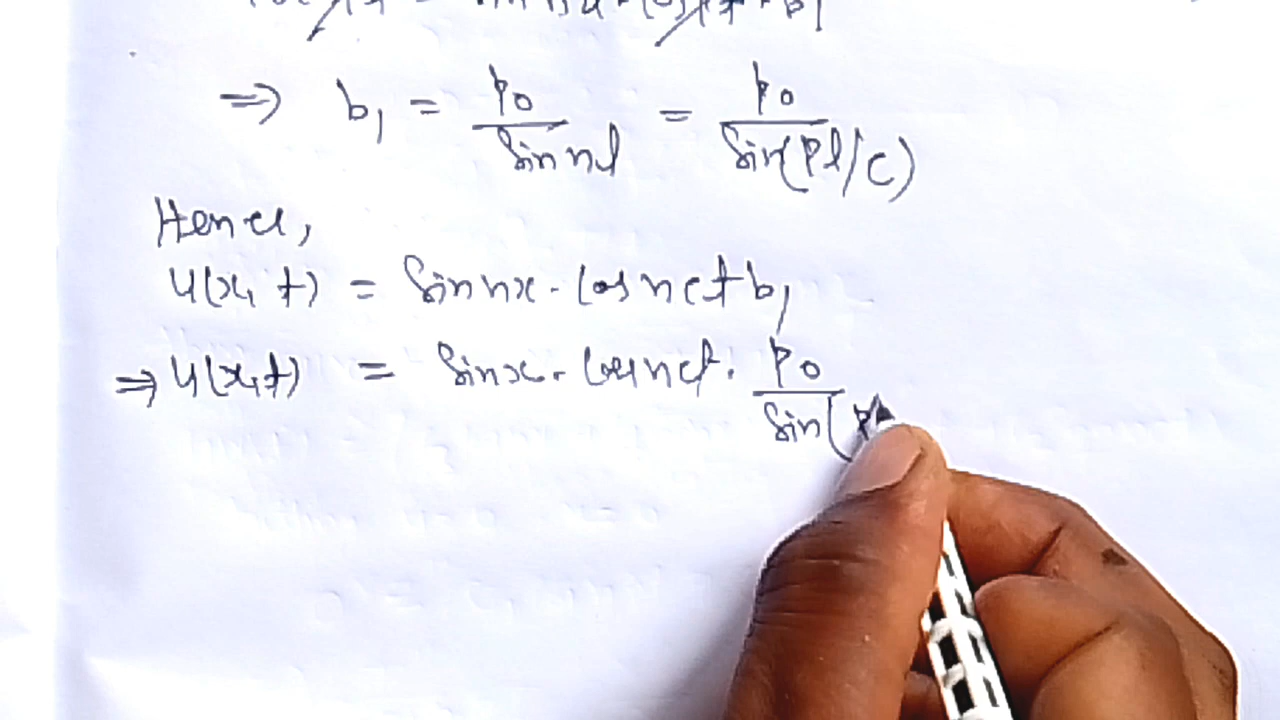 ⇒ b₁ = p₀ / Sin nl = p₀ / Sin(Pl/c)
Hence,
u(x, t) = Sin nx . Cos nct b₁
⇒ u(x, t) = Sin x . Cos nct . p₀ / Sin(p